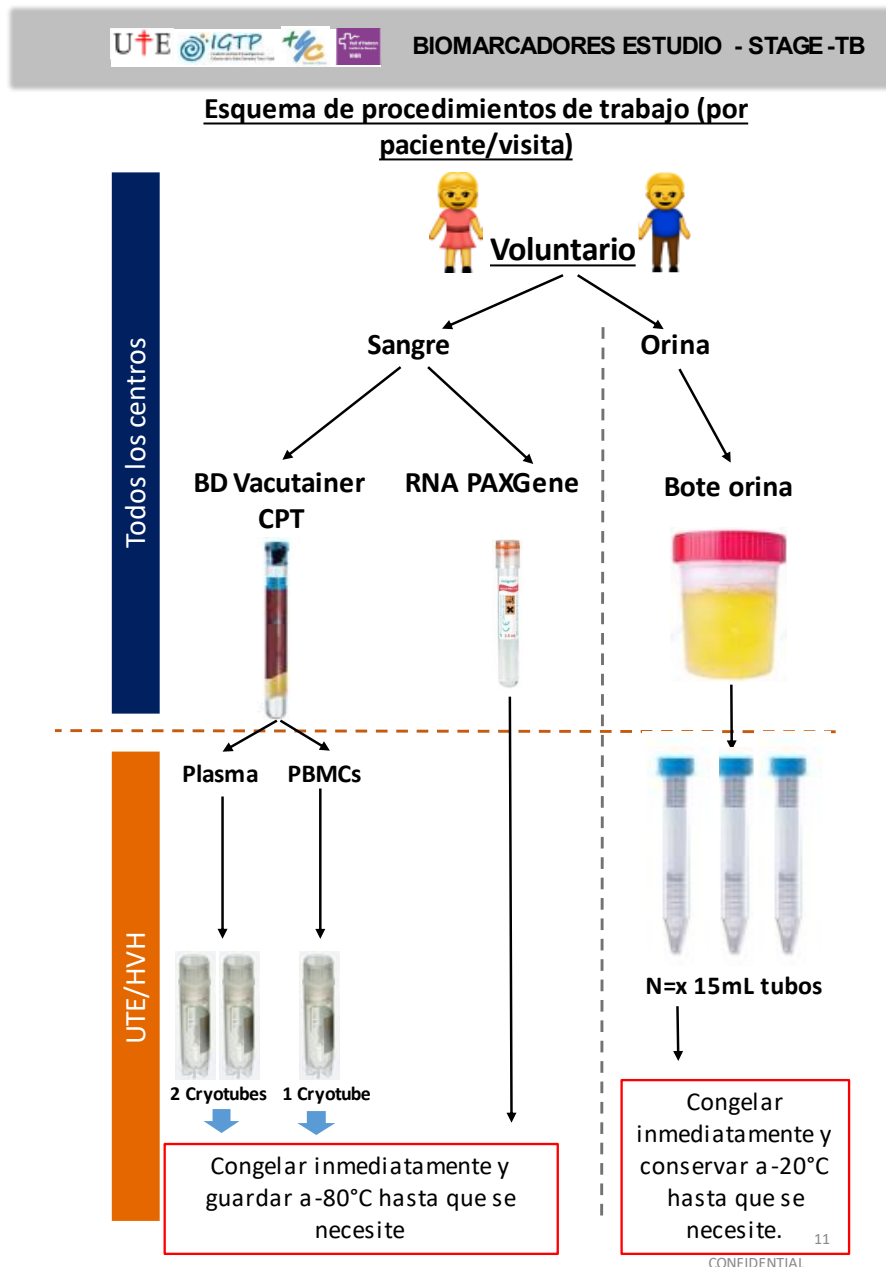 UTE IGTP
BIOMARCADORES ESTUDIO - STAGE -TB
Esquema de procedimientos de trabajo (por
paciente/visita)
Todos los centros
Voluntario
Sangre
Orina
BD Vacutainer
CPT
RNA PAXGene
Bote orina
UTE/HVH
Plasma
PBMCs
2 Cryotubes
1 Cryotube
N=x 15mL tubos
Congelar inmediatamente y
guardar a -80°C hasta que se
necesite
Congelar
inmediatamente y
conservar a -20°C
hasta que se
necesite.
11
CONFIDENTIAL